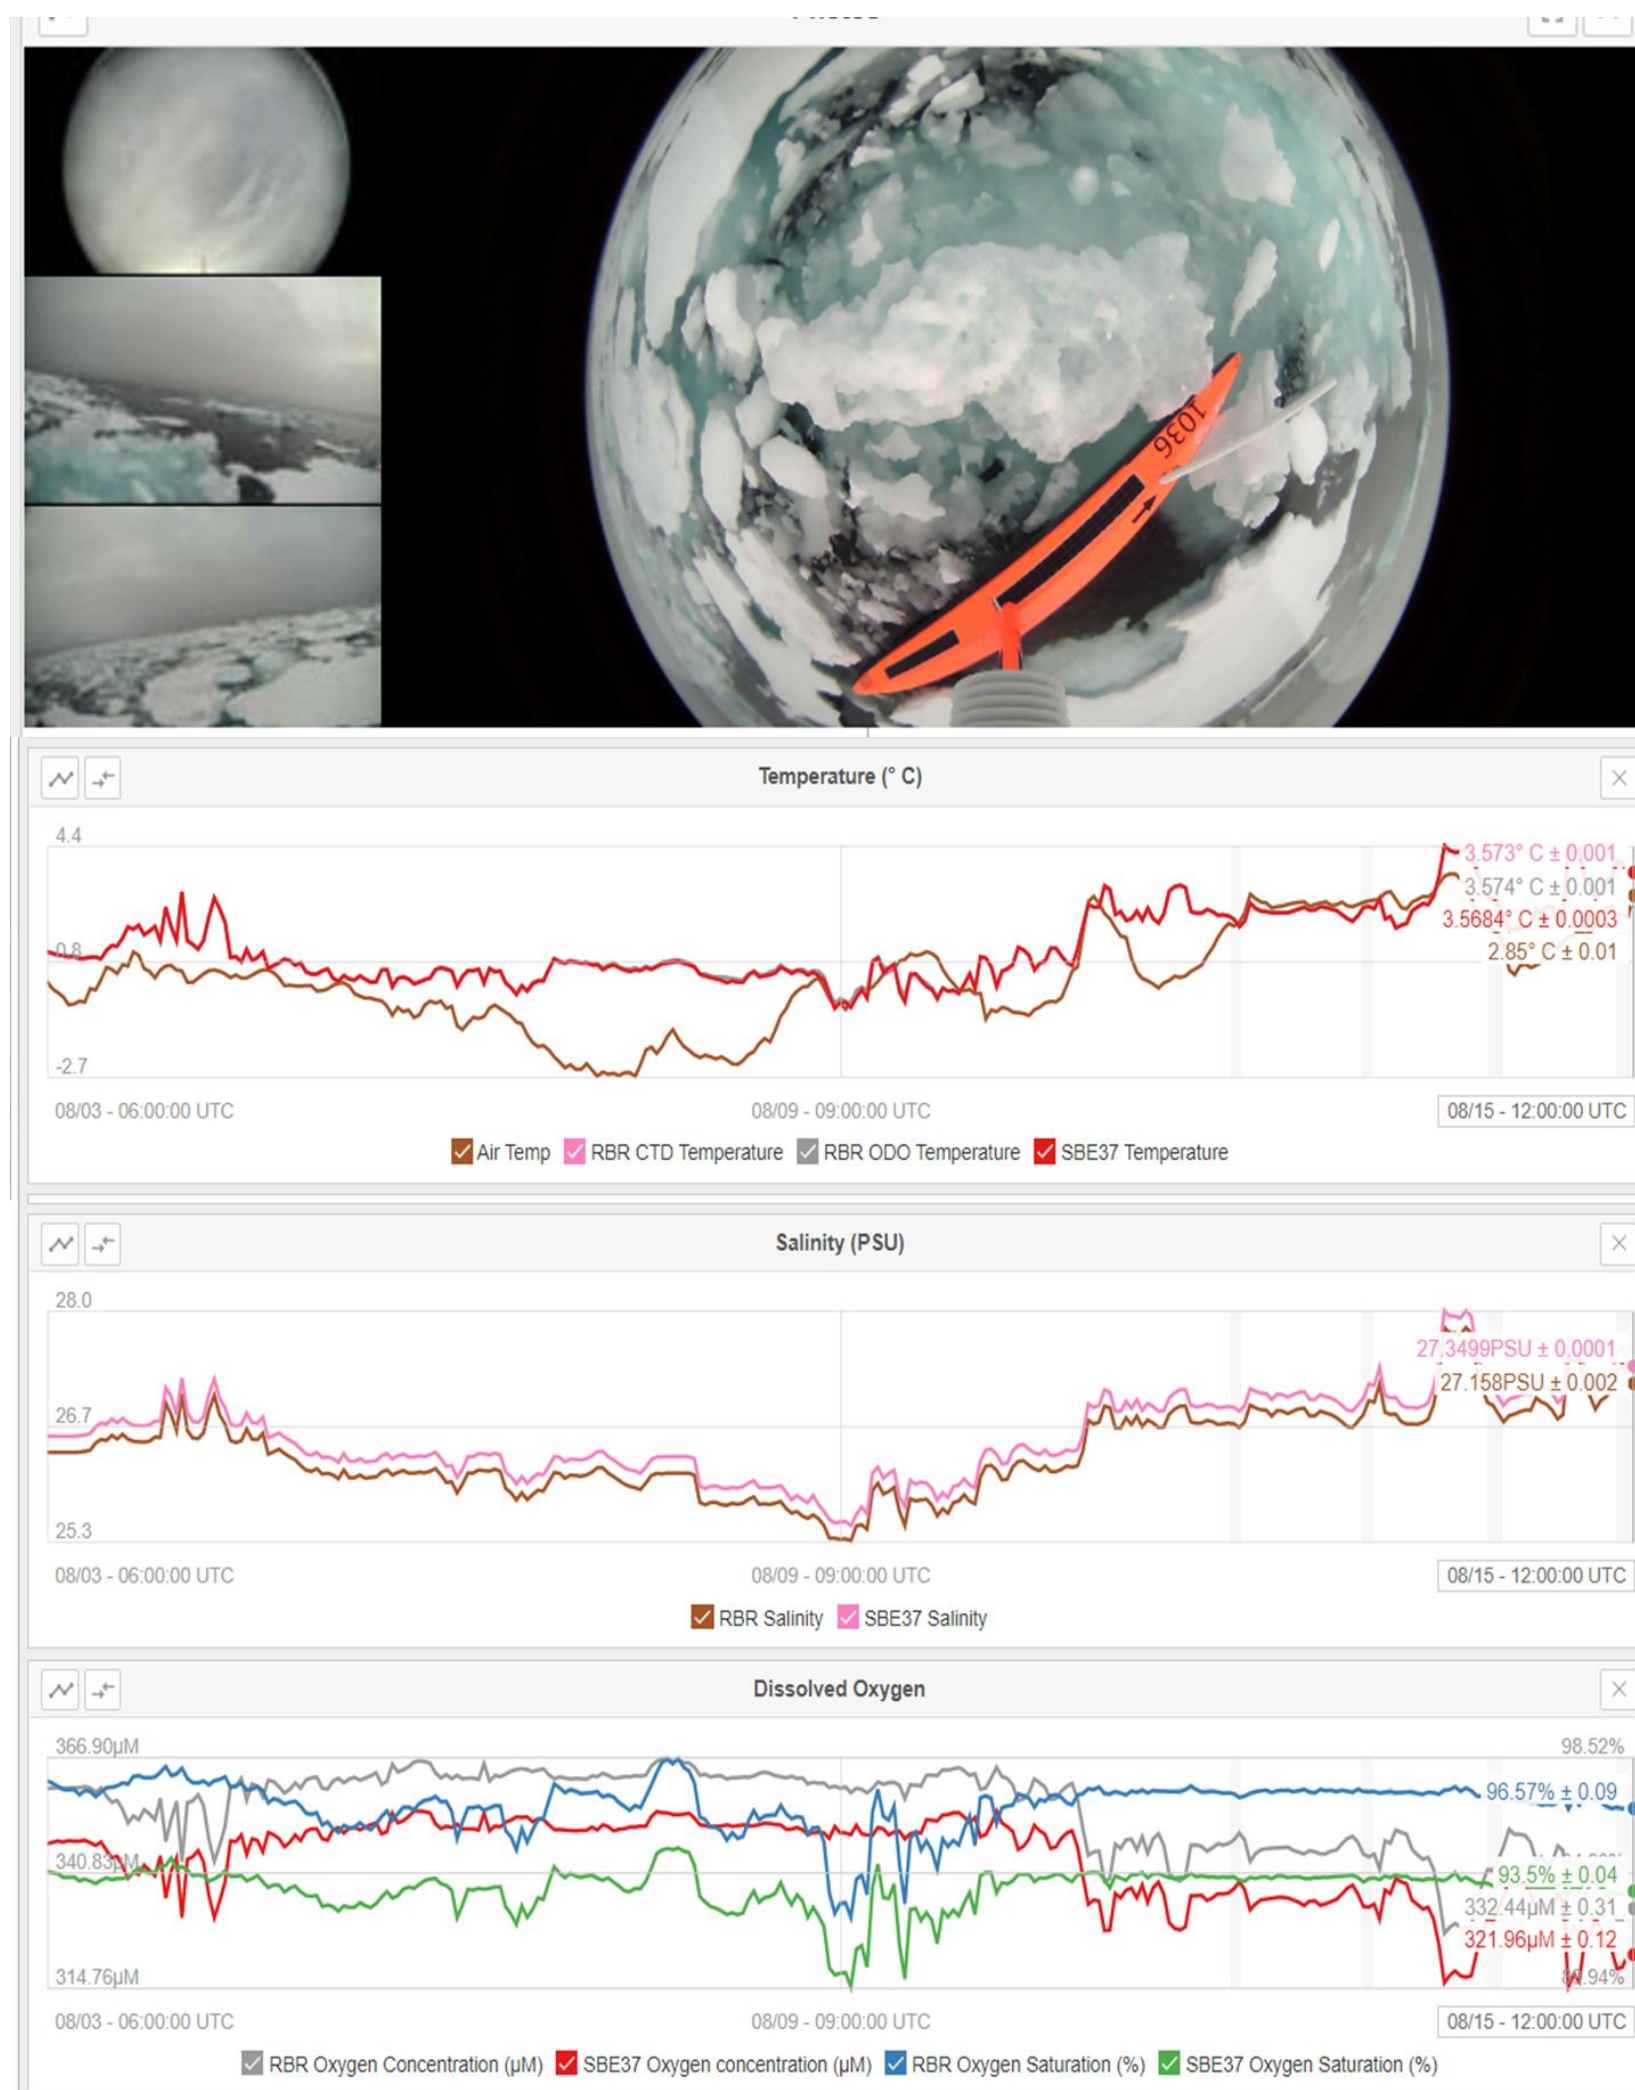 1036
Temperature (° C)
4.4
3.573° C ± 0.001
3.574° C ± 0.001
3.5684° C ± 0.0003
0.8
2.85° C ± 0.01
-2.7
08/03 - 06:00:00 UTC
08/09 - 09:00:00 UTC
08/15 - 12:00:00 UTC
Air Temp RBR CTD Temperature RBR ODO Temperature SBE37 Temperature
Salinity (PSU)
28.0
27.3499PSU ± 0.0001
27.158PSU ± 0.002
26.7
25.3
08/03 - 06:00:00 UTC
08/09 - 09:00:00 UTC
08/15 - 12:00:00 UTC
RBR Salinity SBE37 Salinity
Dissolved Oxygen
366.90µM
98.52%
96.57% ± 0.09
340.83µM
93.5% ± 0.04
332.44µM ± 0.31
321.96µM ± 0.12
314.76µM
08/03 - 06:00:00 UTC
08/09 - 09:00:00 UTC
08/15 - 12:00:00 UTC
RBR Oxygen Concentration (µM) SBE37 Oxygen concentration (µM) RBR Oxygen Saturation (%) SBE37 Oxygen Saturation (%)